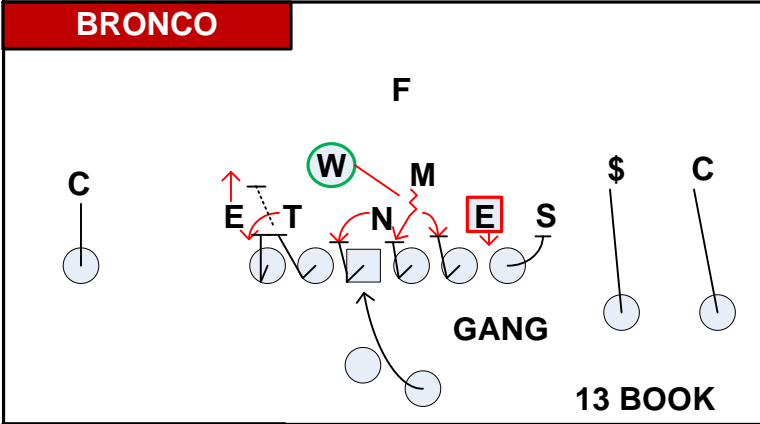 BRONCO
F
W M
C $ C
E T N E S
GANG
13 BOOK